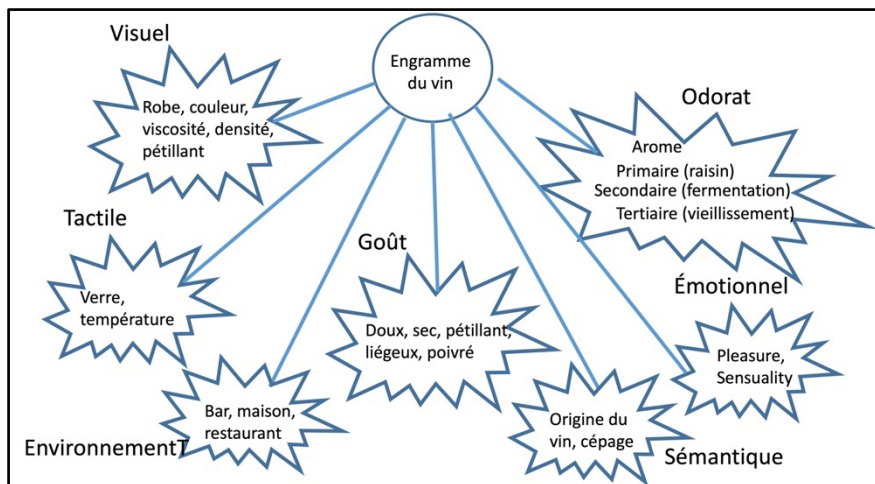 Visuel
Engramme
du vin
Odorat
Robe, couleur,
viscosité, densité,
pétillant
Arome
Primaire (raisin)
Secondaire (fermentation)
Tertiaire (vieillissement)
Tactile
Goût
Émotionnel
Verre,
température
Doux, sec, pétillant,
liégeux, poivré
Pleasure,
Sensuality
Bar, maison,
restaurant
Origine du
vin, cépage
EnvironnementT
Sémantique